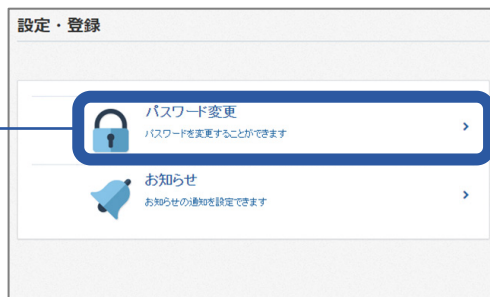 設定・登録
パスワード変更
パスワードを変更することができます
お知らせ
お知らせの通知を設定できます